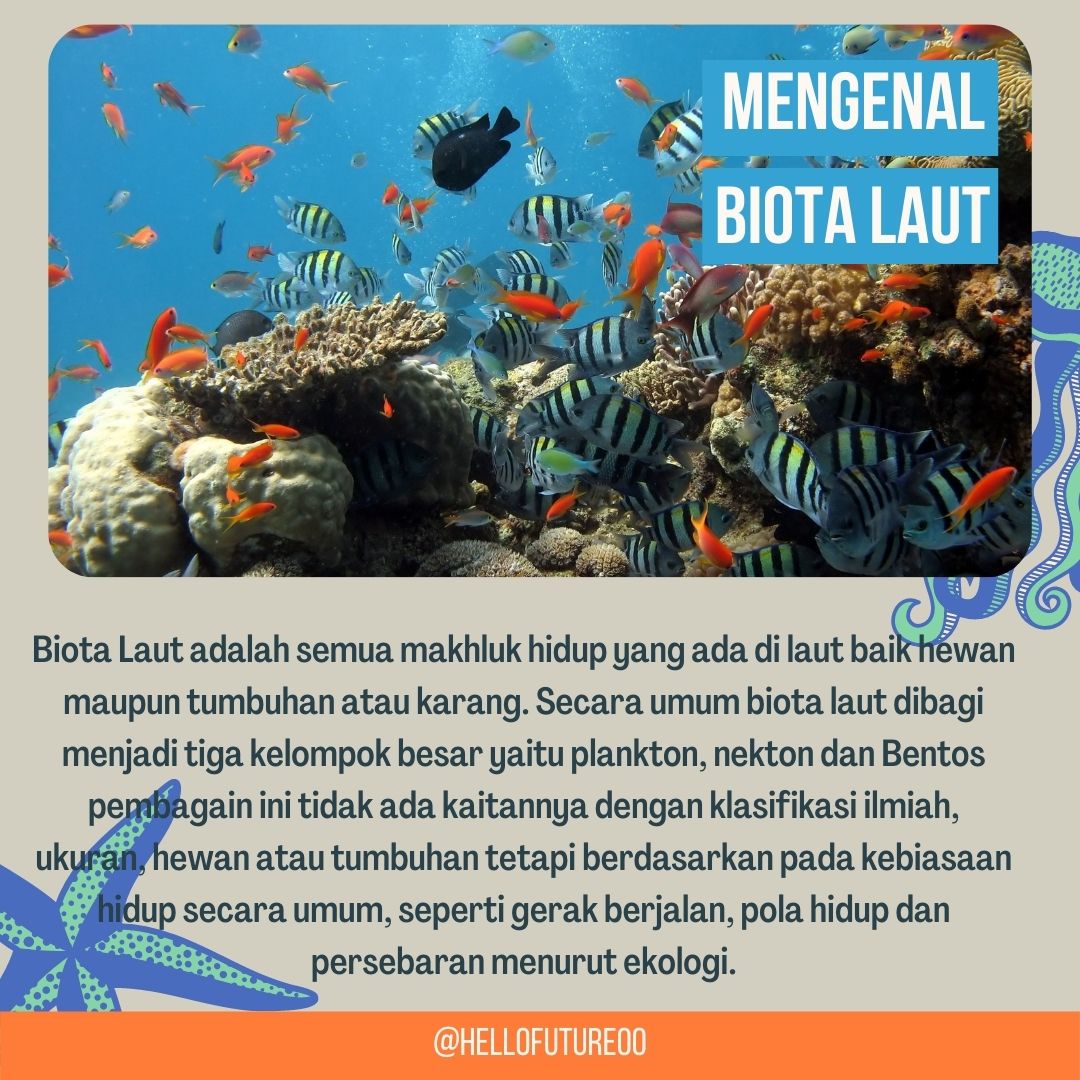 MENGENAL
BIOTA LAUT
Biota Laut adalah semua makhluk hidup yang ada di laut baik hewan
maupun tumbuhan atau karang. Secara umum biota laut dibagi
menjadi tiga kelompok besar yaitu plankton, nekton dan Bentos
pembagain ini tidak ada kaitannya dengan klasifikasi ilmiah,
ukuran, hewan atau tumbuhan tetapi berdasarkan pada kebiasaan
hidup secara umum, seperti gerak berjalan, pola hidup dan
persebaran menurut ekologi.
@HELLOFUTURE00